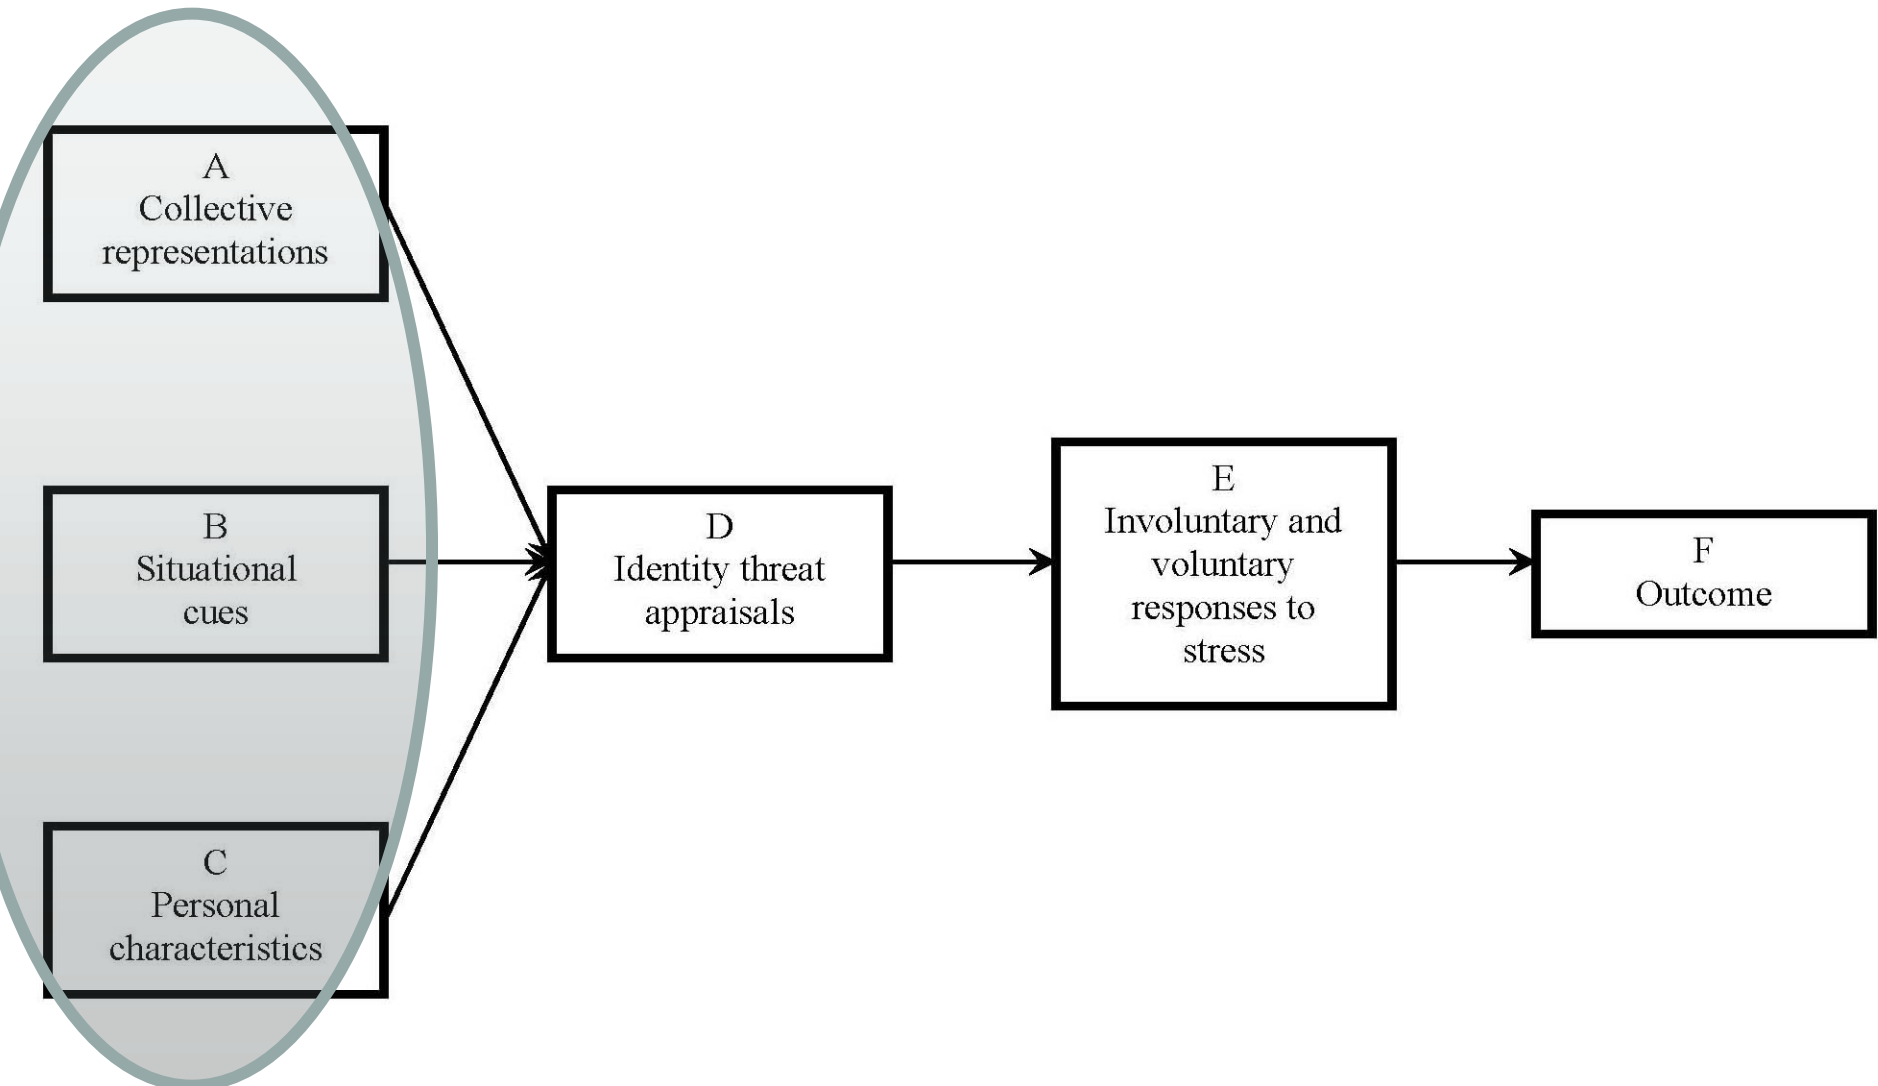 A
Collective
representations
B
Situational
cues
C
Personal
characteristics
D
Identity threat
appraisals
E
Involuntary and
voluntary
responses to
stress
F
Outcome